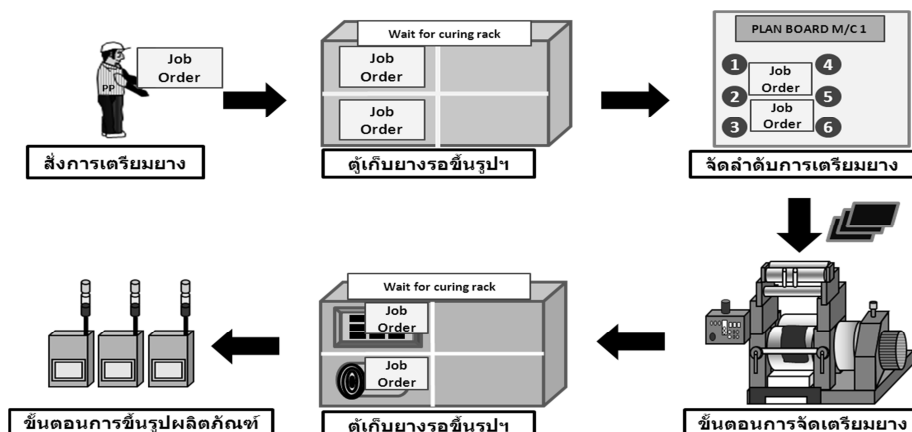 Job
Order
PP
สั่งการเตรียมยาง
Wait for curing rack
Job
Order
Job
Order
ตู้เก็บยางรอขึ้นรูปฯ
PLAN BOARD M/C 1
1
4
Job
Order
2
5
Job
Order
3
6
จัดลำดับการเตรียมยาง
ขั้นตอนการขึ้นรูปผลิตภัณฑ์
Wait for curing rack
Job
Order
Job
Order
ตู้เก็บยางรอขึ้นรูปฯ
ขั้นตอนการจัดเตรียมยาง